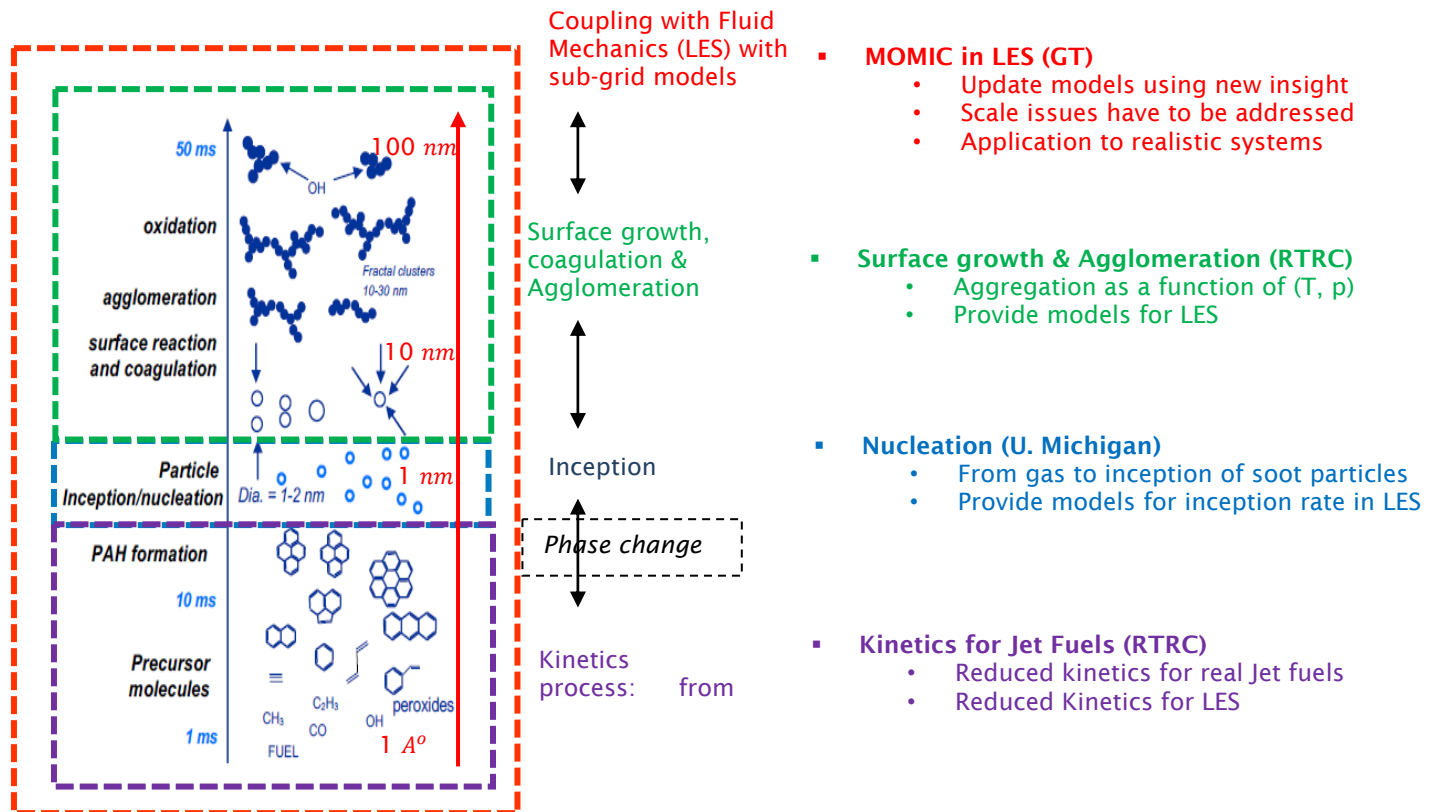 50 ms
100 nm
OH
oxidation
Fractal clusters
10-30 nm
agglomeration
surface reaction
and coagulation
10 nm
Particle
Inception/nucleation
Dia. = 1-2 nm
1 nm
PAH formation
10 ms
Precursor
molecules
C₂H₃
peroxides
CH₃
CO
OH
1 ms
FUEL
1 Aᵒ
Coupling with Fluid
Mechanics (LES) with
sub-grid models
Surface growth,
coagulation &
Agglomeration
Inception
Phase change
Kinetics
process: from
▪ MOMIC in LES (GT)
• Update models using new insight
• Scale issues have to be addressed
• Application to realistic systems
▪ Surface growth & Agglomeration (RTRC)
• Aggregation as a function of (T, p)
• Provide models for LES
▪ Nucleation (U. Michigan)
• From gas to inception of soot particles
• Provide models for inception rate in LES
▪ Kinetics for Jet Fuels (RTRC)
• Reduced kinetics for real Jet fuels
• Reduced Kinetics for LES